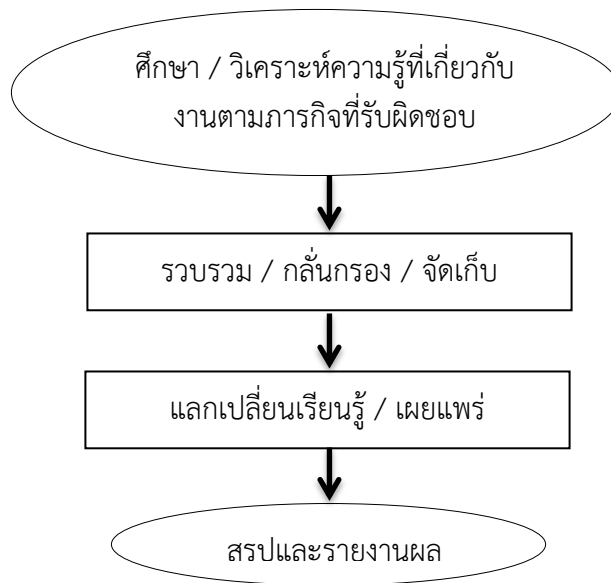 ศึกษา / วิเคราะห์ความรู้ที่เกี่ยวกับ
งานตามภารกิจที่รับผิดชอบ
รวบรวม / กลั่นกรอง / จัดเก็บ
แลกเปลี่ยนเรียนรู้ / เผยแพร่
สรุปและรายงานผล